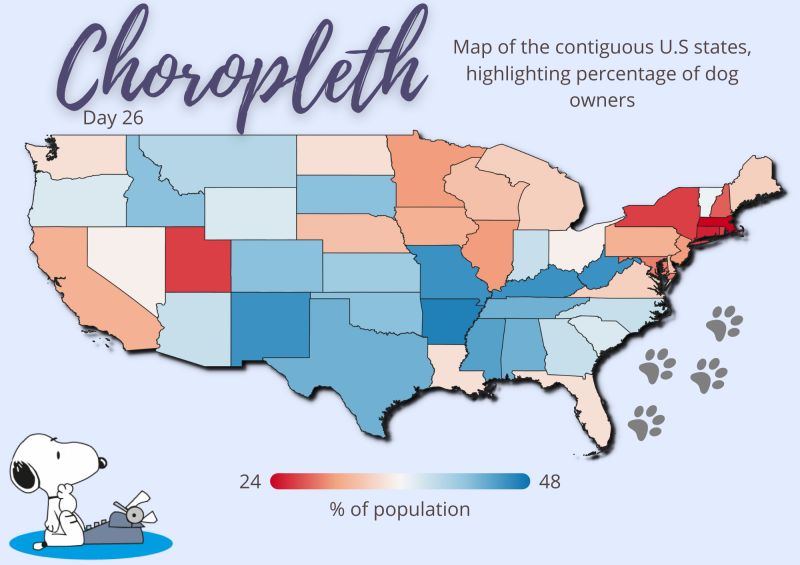 Choropleth
Day 26
Map of the contiguous U.S states,
highlighting percentage of dog
owners
24
48
% of population